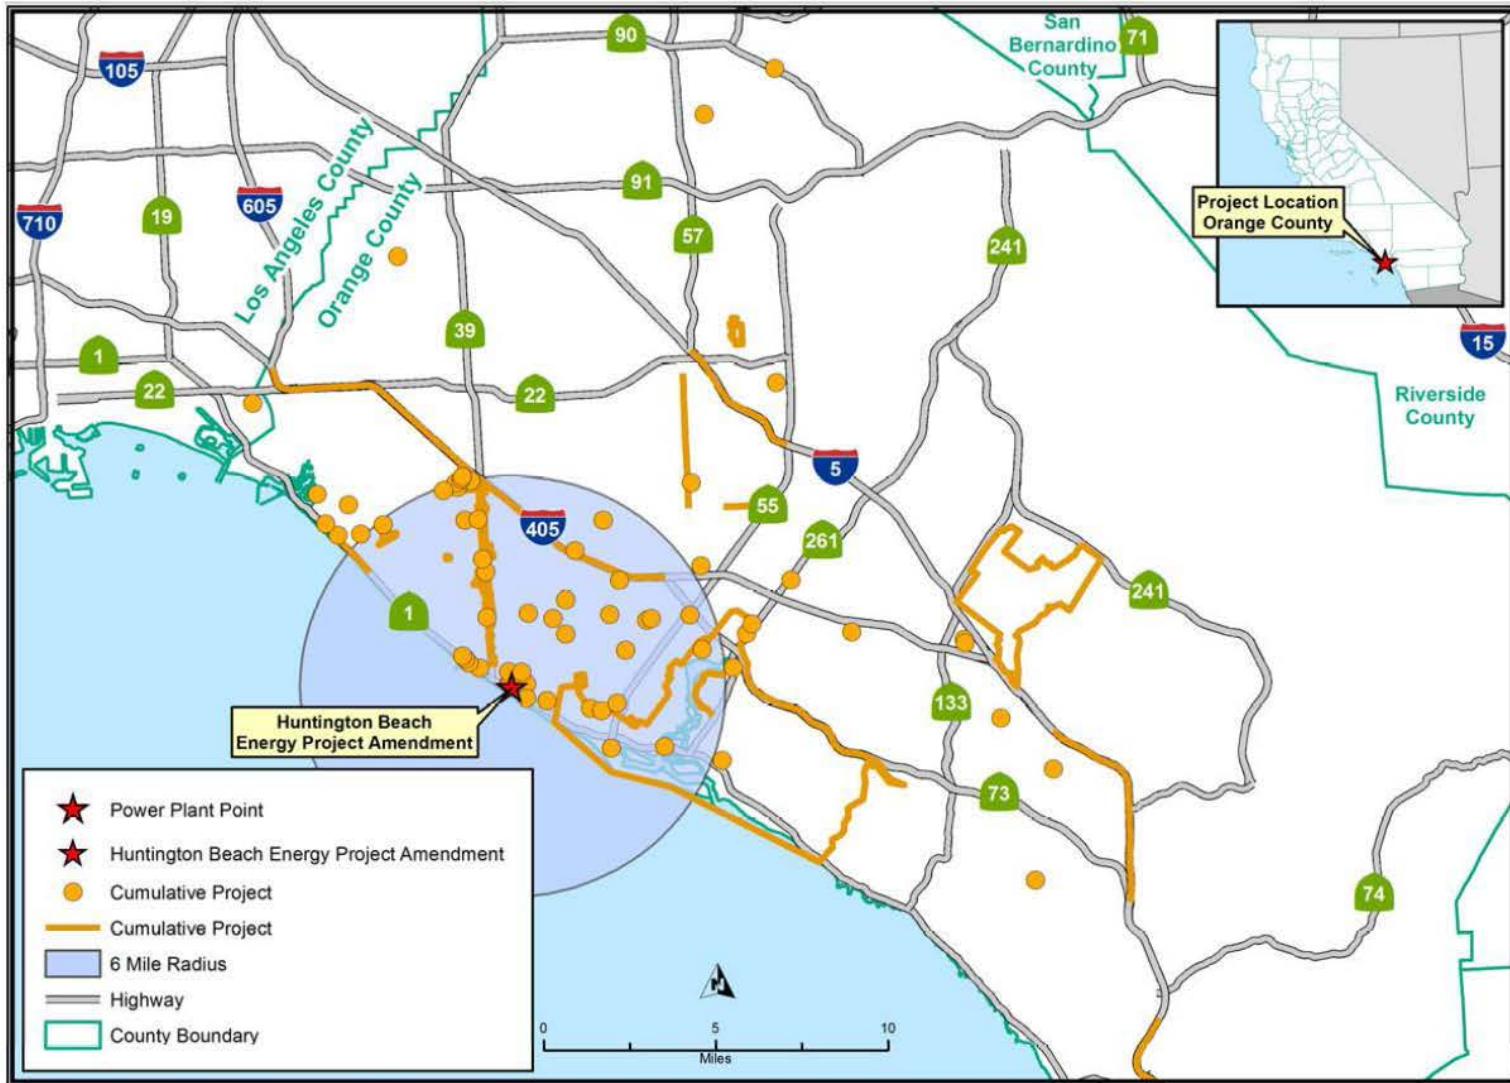 San
Bernardino
County
90
71
105
Los Angeles County
Orange County
91
Project Location
Orange County
19
605
710
57
241
39
15
1
22
22
Riverside
County
5
55
405
261
241
1
133
Huntington Beach
Energy Project Amendment
73
74
Power Plant Point
Huntington Beach Energy Project Amendment
Cumulative Project
Cumulative Project
6 Mile Radius
Highway
County Boundary
N
0 5 10
Miles